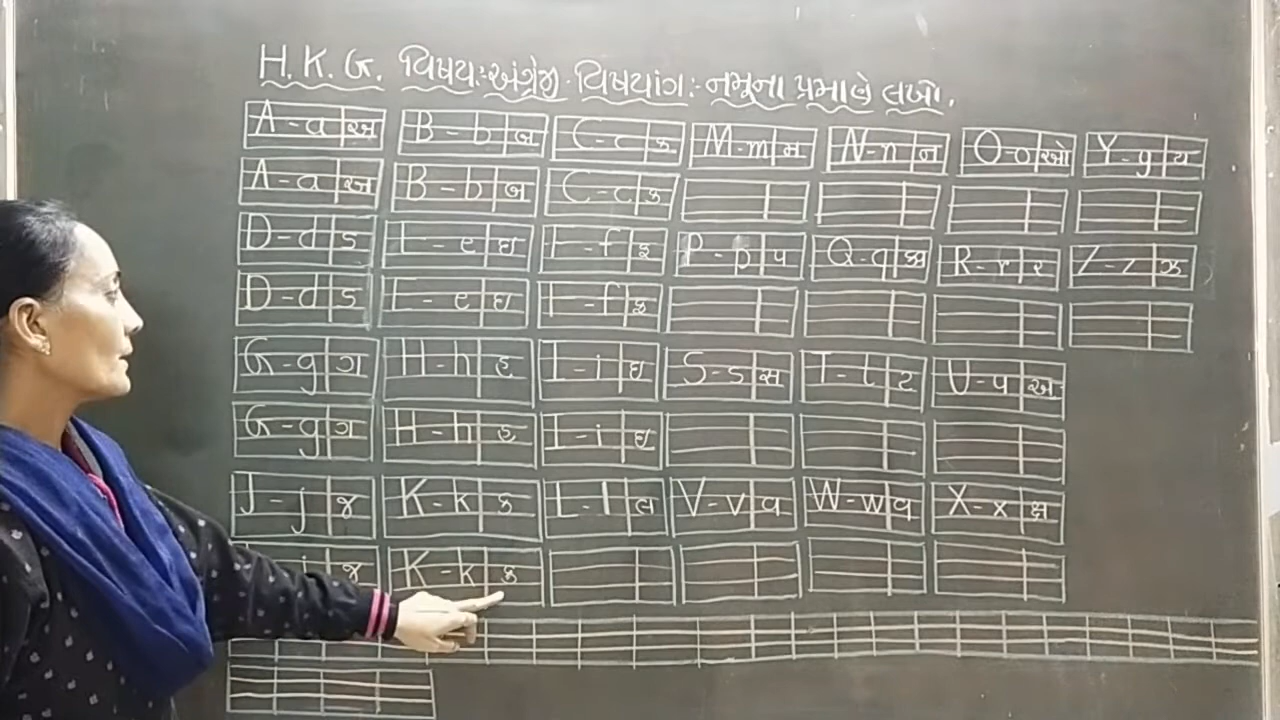 H. K. G. વિષય:-અંગ્રેજી. વિષયાંગ:- નમૂના પ્રમાણે લખો.
A-a અ B-b બ C-c ક M-m મ N-n ન O-o ઓ Y-y ય
A-a અ B-b બ C-c ક
D-d ડ E-e ઇ F-f ફ P-p પ Q-q ક્વ R-r ર Z-z ઝ
D-d ડ E-e ઇ F-f ફ
G-g ગ H-h હ I-i ઇ S-s સ T-t ટ U-u અ
G-g ગ H-h હ I-i ઇ
J-j જ K-k ક L-l લ V-v વ W-w વ X-x ક્ષ
j જ K-k ક